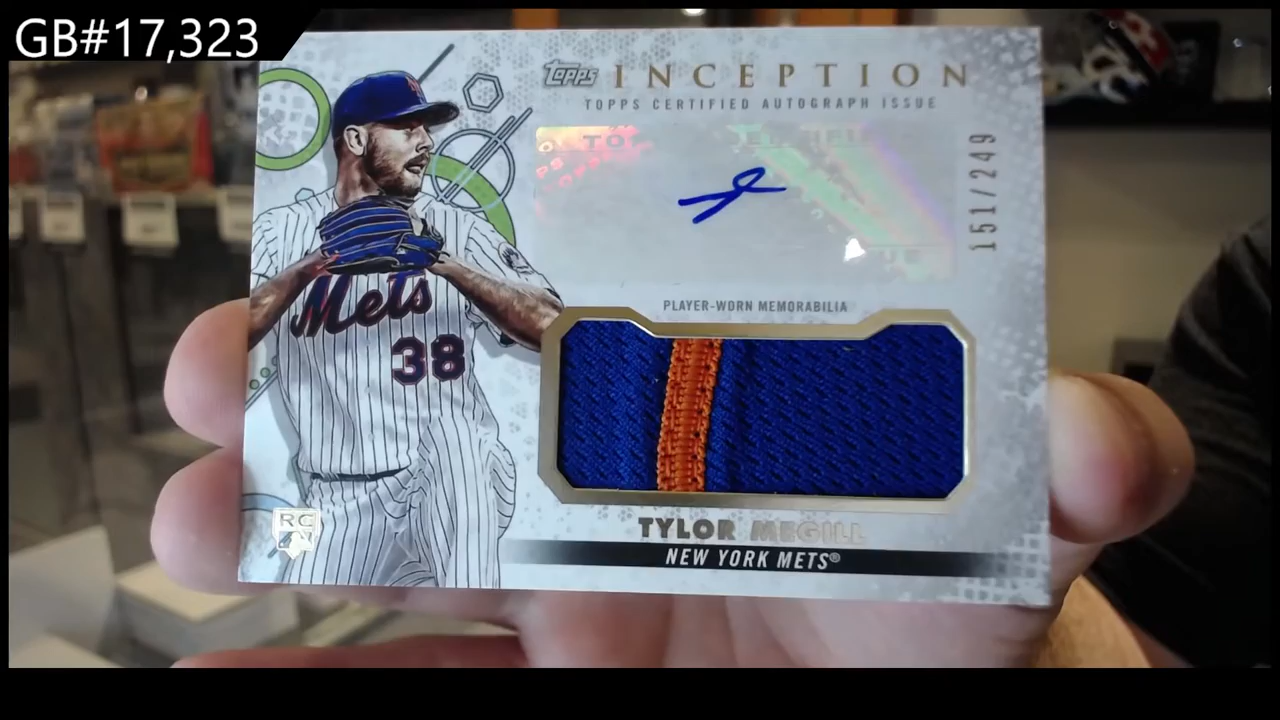 GB#17,323
Topps INCEPTION
TOPPS CERTIFIED AUTOGRAPH ISSUE
151/249
PLAYER-WORN MEMORABILIA
Mets
38
RC
TYLOR MEGILL
NEW YORK METS®